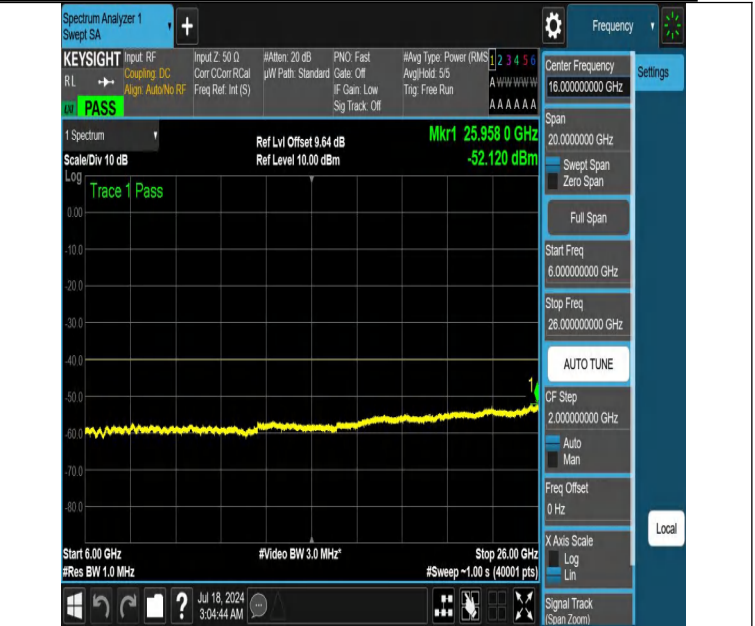 Spectrum Analyzer 1
Swept SA
+
Frequency
KEYSIGHT
RL
PASS
Input: RF
Coupling: DC
Align: Auto/No RF
Input Z: 50 Ω
Corr CCorr RCal
Freq Ref: Int (S)
#Atten: 20 dB
µW Path: Standard
PNO: Fast
Gate: Off
IF Gain: Low
Sig Track: Off
#Avg Type: Power (RMS
Avg|Hold: 5/5
Trig: Free Run
1 2 3 4 5 6
A W W W W W
A A A A A A
1 Spectrum
Scale/Div 10 dB
Ref Lvl Offset 9.64 dB
Ref Level 10.00 dBm
Mkr1 25.958 0 GHz
-52.120 dBm
Log
Trace 1 Pass
0.00
-10.0
-20.0
-30.0
-40.0
-50.0
-60.0
-70.0
-80.0
1
Start 6.00 GHz
#Res BW 1.0 MHz
#Video BW 3.0 MHz*
Stop 26.00 GHz
#Sweep ~1.00 s (40001 pts)
?
Jul 18, 2024
3:04:44 AM
Center Frequency
16.000000000 GHz
Settings
Span
20.0000000 GHz
Swept Span
Zero Span
Full Span
Start Freq
6.000000000 GHz
Stop Freq
26.000000000 GHz
AUTO TUNE
CF Step
2.000000000 GHz
Auto
Man
Freq Offset
0 Hz
X Axis Scale
Log
Lin
Signal Track
(Span Zoom)
Local